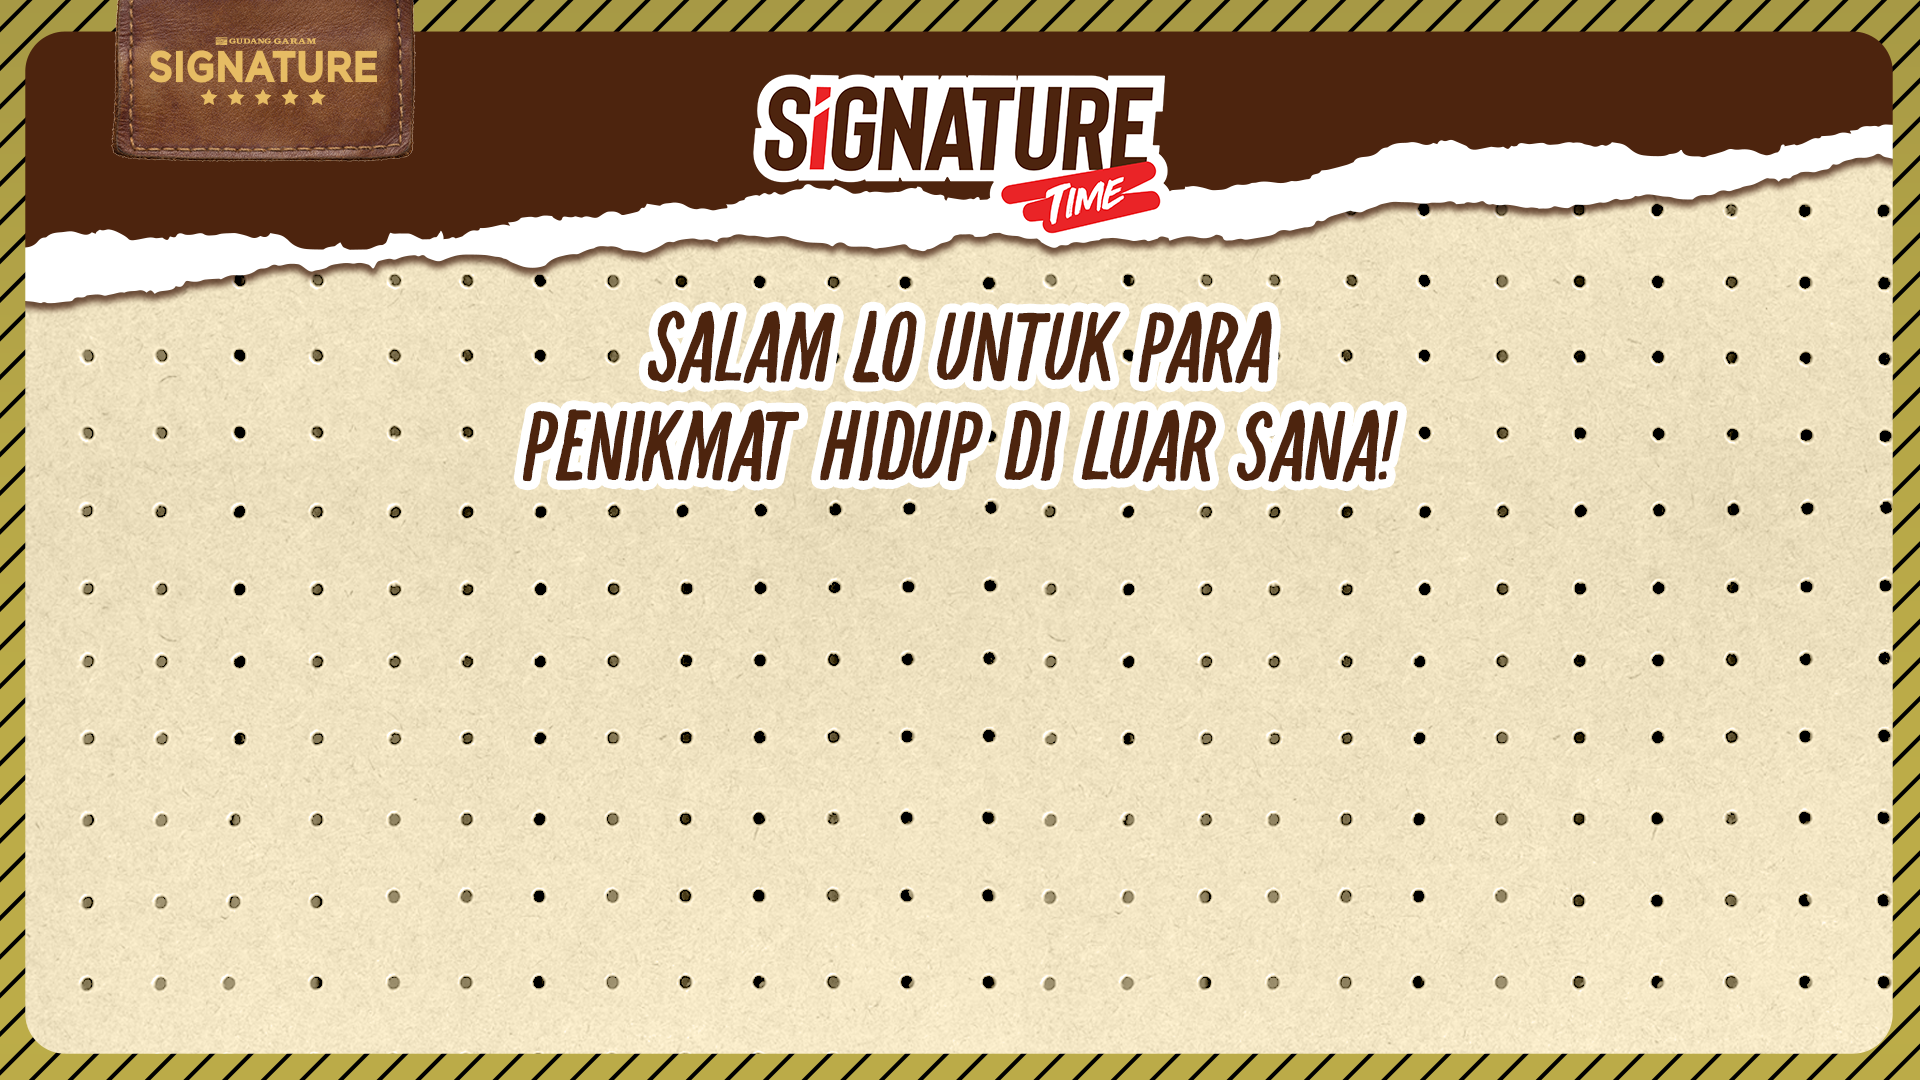 GUDANG GARAM
SIGNATURE
SiGNATURE
TIME
SALAM LO UNTUK PARA
PENIKMAT HIDUP DI LUAR SANA!